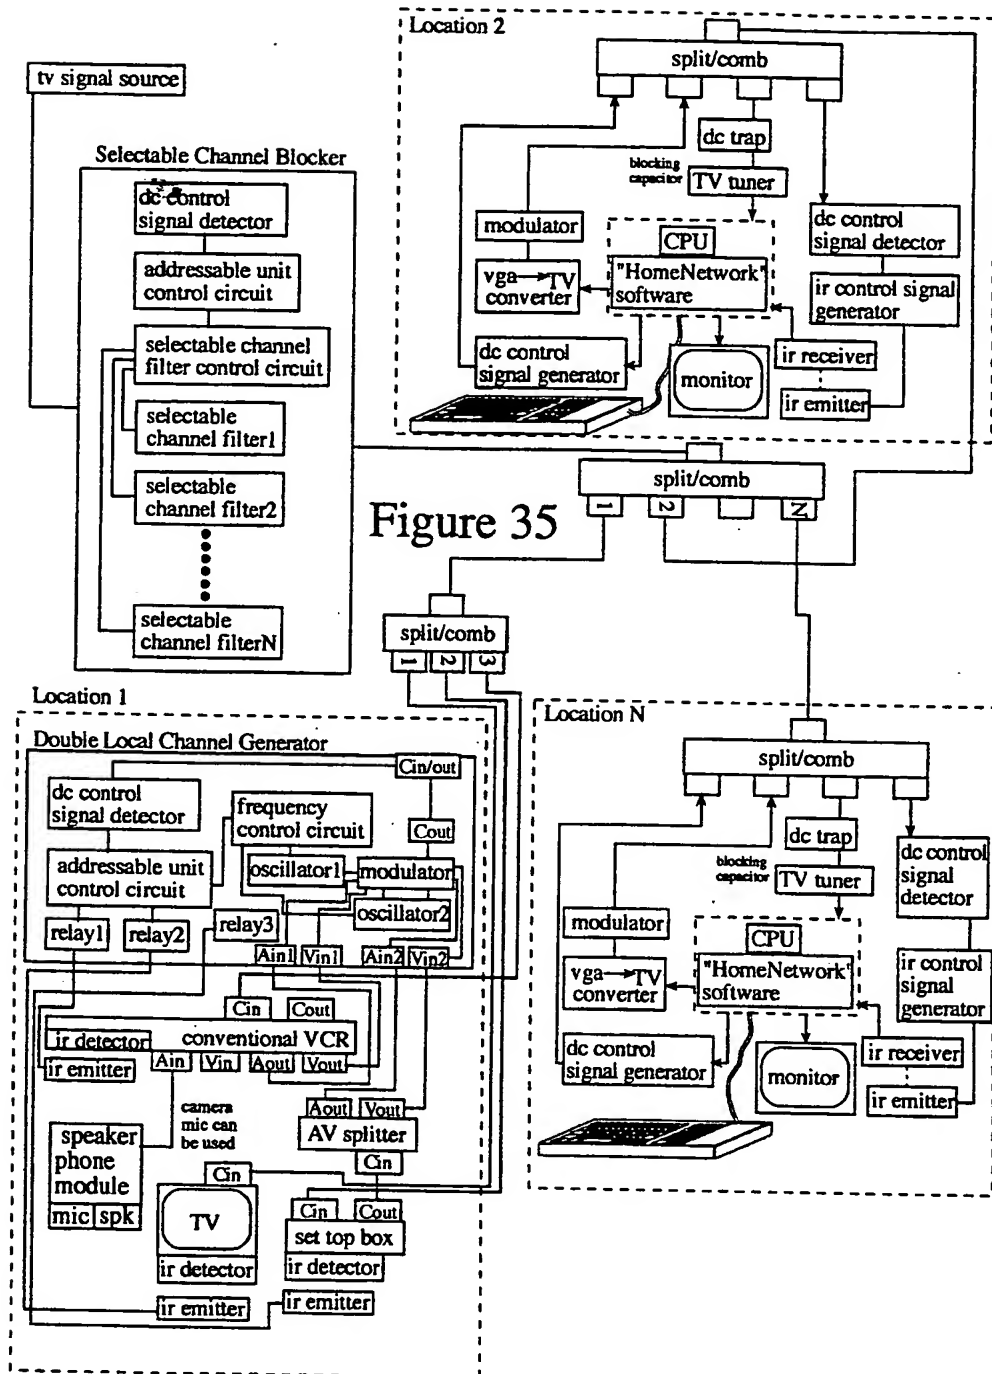 Location 2
split/comb
tv signal source
dc trap
blocking
capacitor
TV tuner
Selectable Channel Blocker
dc control
signal detector
addressable unit
control circuit
selectable channel
filter control circuit
selectable
channel filter1
selectable
channel filter2
selectable
channel filterN
modulator
CPU
"HomeNetwork"
software
vga→TV
converter
dc control
signal detector
ir control signal
generator
dc control
signal generator
monitor
ir receiver
ir emitter
split/comb
1
2
N
Figure 35
split/comb
1
2
3
Location 1
Double Local Channel Generator
Cin/out
dc control
signal detector
frequency
control circuit
Cout
addressable unit
control circuit
oscillator1
modulator
oscillator2
relay1
relay2
relay3
Ain1
Vin1
Ain2
Vin2
Cin
Cout
ir detector
conventional VCR
ir emitter
Ain
Vin
Aout
Vout
camera
mic can
be used
Aout
Vout
AV splitter
Cin
speaker
phone
module
mic
spk
Cin
TV
ir detector
Cin
Cout
set top box
ir detector
ir emitter
ir emitter
Location N
split/comb
dc trap
blocking
capacitor
TV tuner
dc control
signal
detector
modulator
CPU
"HomeNetwork"
software
vga→TV
converter
ir control
signal
generator
dc control
signal generator
monitor
ir receiver
ir emitter